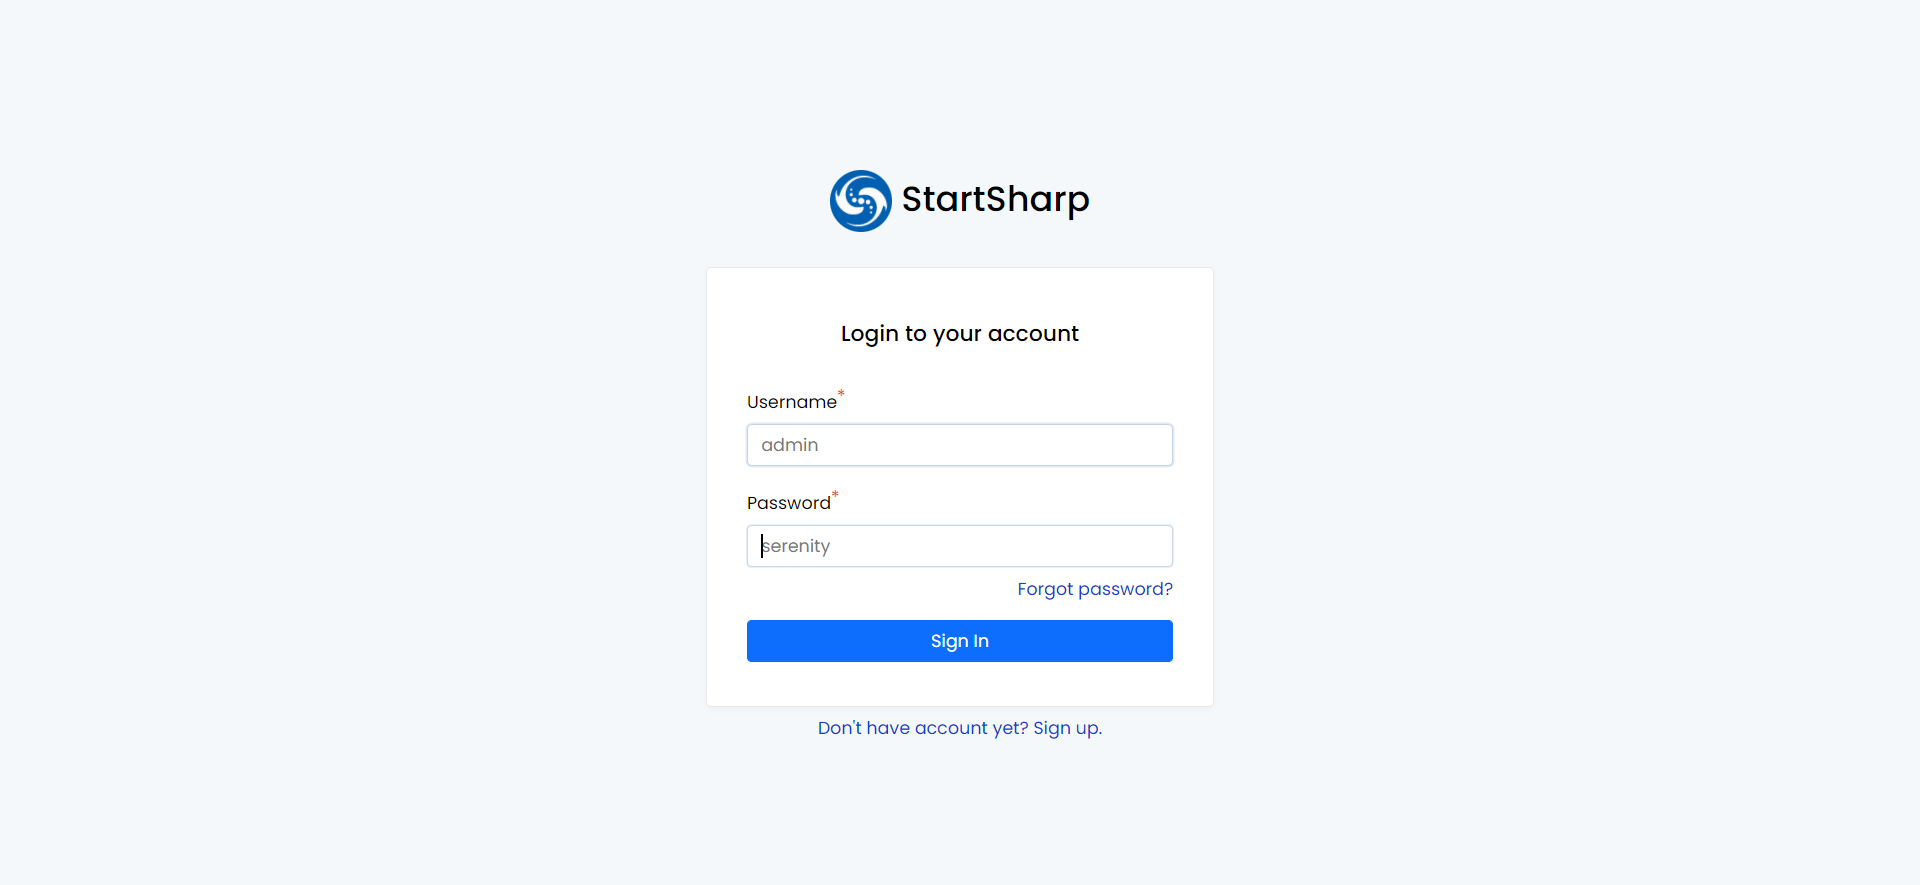 StartSharp
Login to your account
Username*
admin
Password*
serenity
Forgot password?
Sign In
Don't have account yet? Sign up.